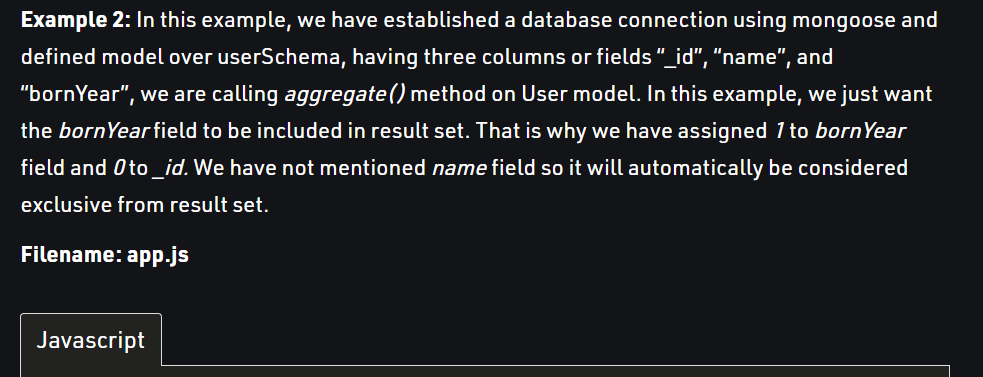 Example 2: In this example, we have established a database connection using mongoose and
defined model over userSchema, having three columns or fields “_id”, “name”, and
“bornYear”, we are calling aggregate() method on User model. In this example, we just want
the bornYear field to be included in result set. That is why we have assigned 1 to bornYear
field and 0 to _id. We have not mentioned name field so it will automatically be considered
exclusive from result set.
Filename: app.js
Javascript